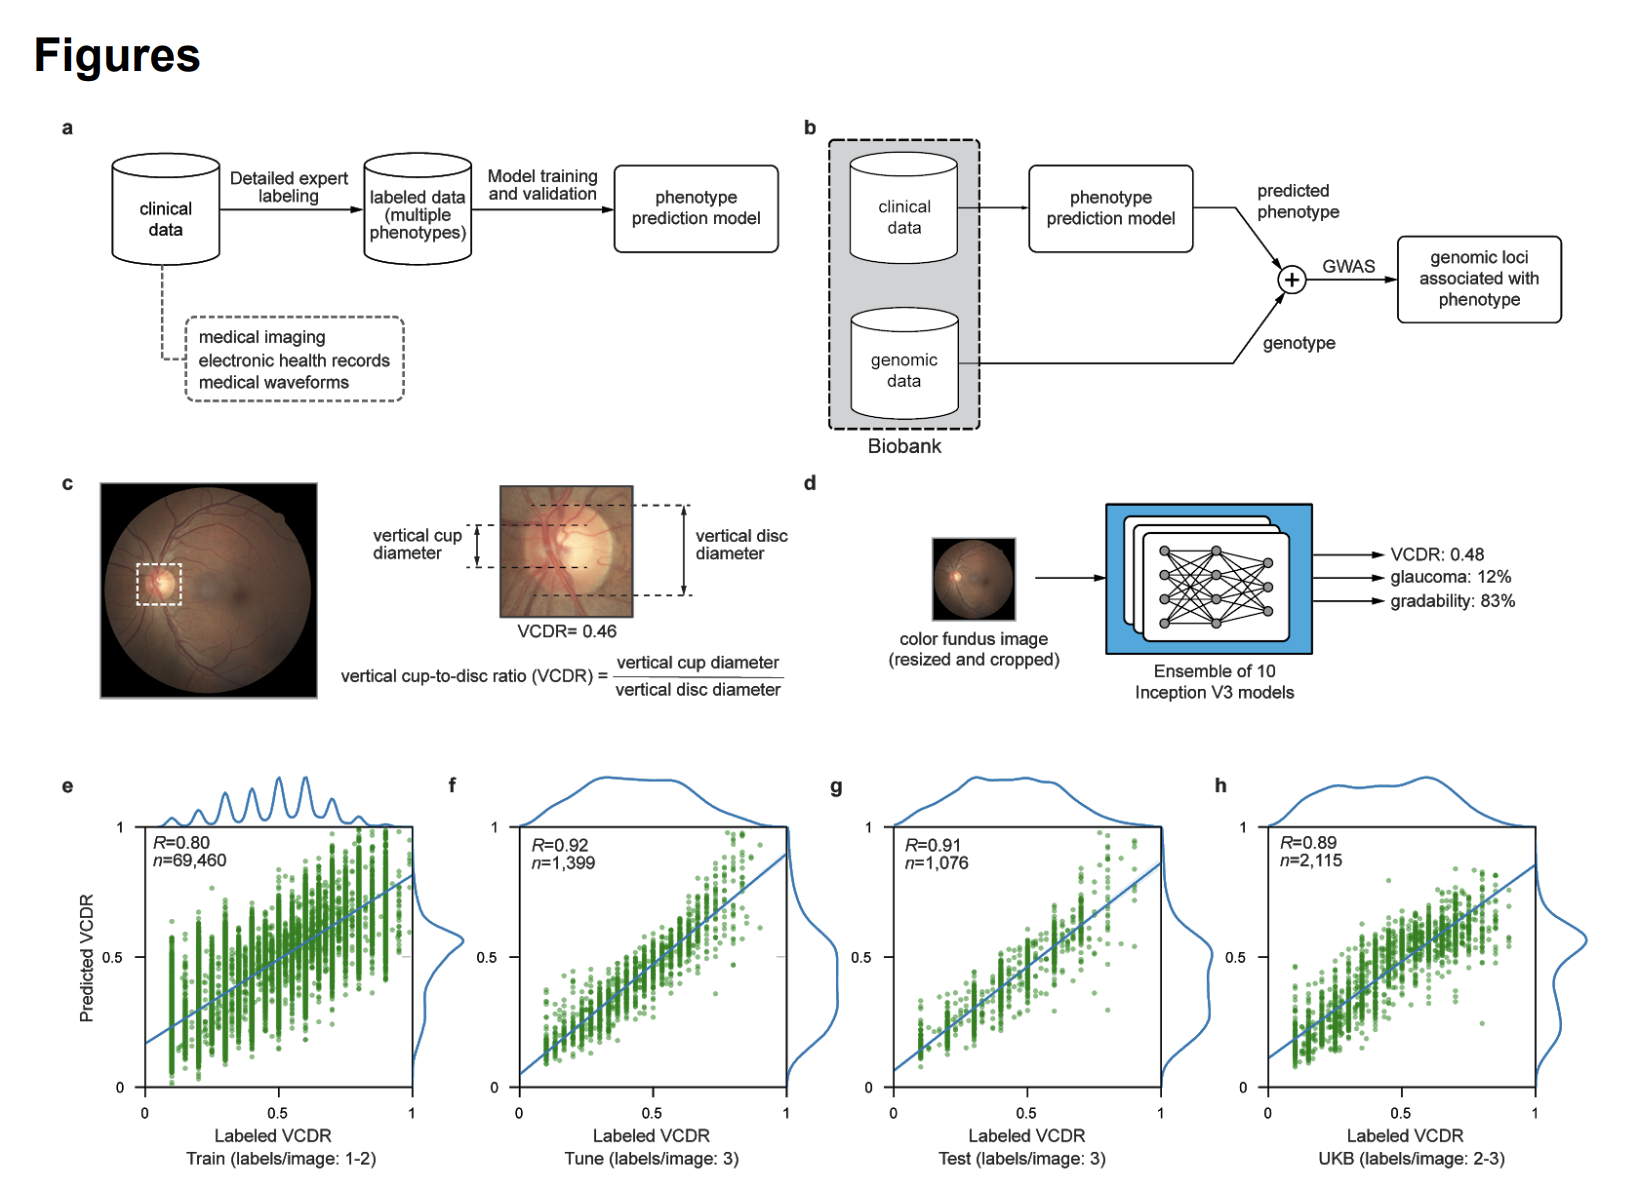 Figures
a
clinical
data
Detailed expert
labeling
labeled data
(multiple
phenotypes)
Model training
and validation
phenotype
prediction model
medical imaging
electronic health records
medical waveforms
b
clinical
data
phenotype
prediction model
predicted
phenotype
genomic
data
genotype
GWAS
genomic loci
associated with
phenotype
Biobank
c
vertical cup
diameter
vertical disc
diameter
VCDR= 0.46
vertical cup-to-disc ratio (VCDR) =
vertical cup diameter
vertical disc diameter
d
color fundus image
(resized and cropped)
Ensemble of 10
Inception V3 models
VCDR: 0.48
glaucoma: 12%
gradability: 83%
e
R=0.80
n=69,460
1
0.5
0
Predicted VCDR
0 0.5 1
Labeled VCDR
Train (labels/image: 1-2)
f
R=0.92
n=1,399
1
0.5
0
0 0.5 1
Labeled VCDR
Tune (labels/image: 3)
g
R=0.91
n=1,076
1
0.5
0
0 0.5 1
Labeled VCDR
Test (labels/image: 3)
h
R=0.89
n=2,115
1
0.5
0
0 0.5 1
Labeled VCDR
UKB (labels/image: 2-3)